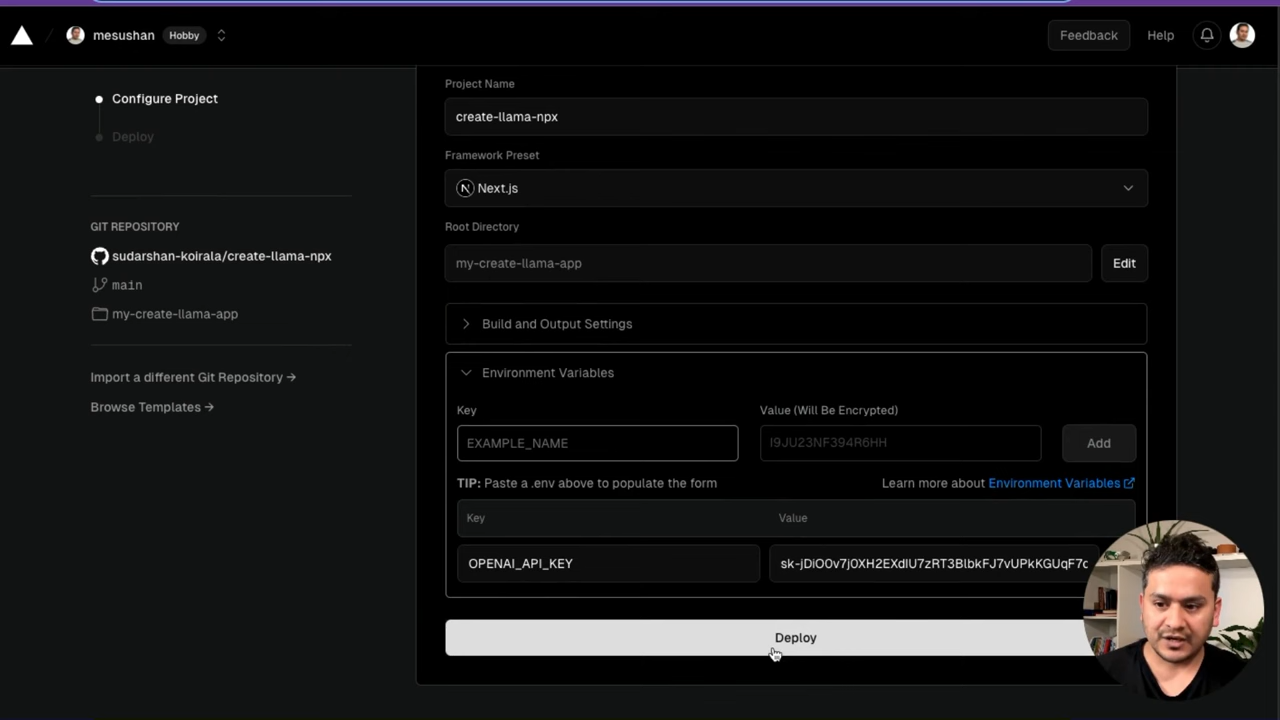 mesushan
Hobby
Feedback
Help
Configure Project
Deploy
GIT REPOSITORY
sudarshan-koirala/create-llama-npx
main
my-create-llama-app
Import a different Git Repository →
Browse Templates →
Project Name
create-llama-npx
Framework Preset
N Next.js
Root Directory
my-create-llama-app
Edit
Build and Output Settings
Environment Variables
Key
Value (Will Be Encrypted)
EXAMPLE_NAME
I9JU23NF394R6HH
Add
TIP: Paste a .env above to populate the form
Learn more about Environment Variables
Key
Value
OPENAI_API_KEY
Deploy